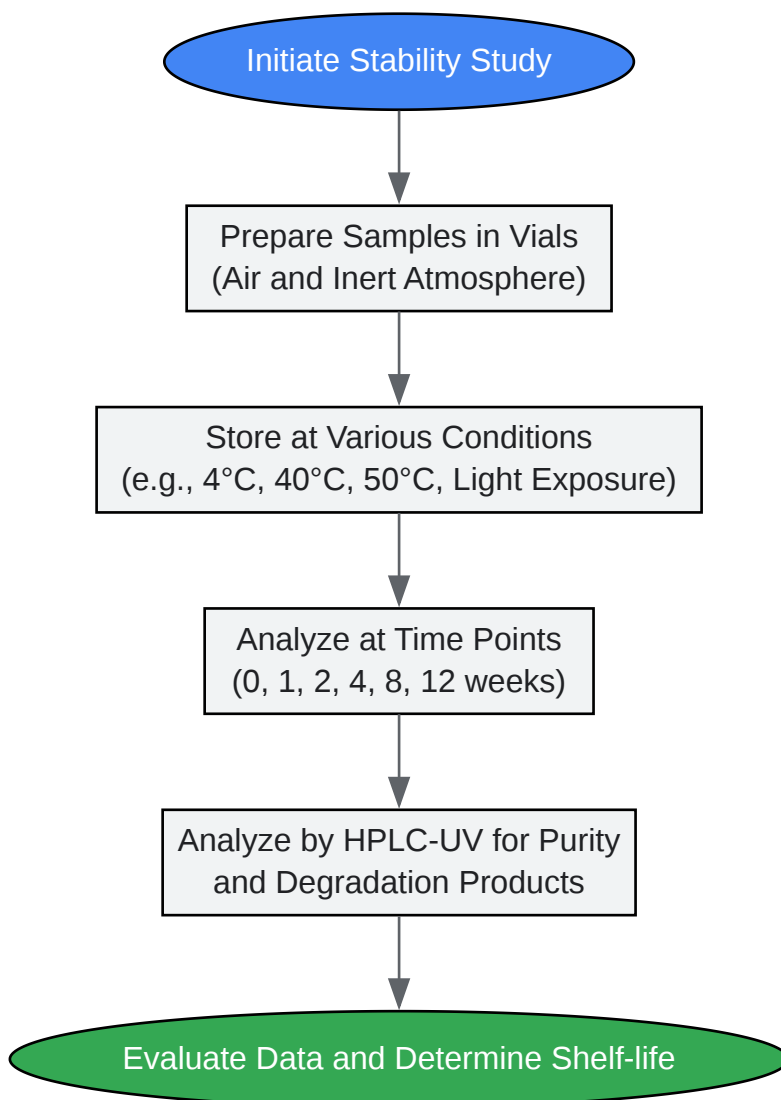 Initiate Stability Study
Prepare Samples in Vials
(Air and Inert Atmosphere)
Store at Various Conditions
(e.g., 4°C, 40°C, 50°C, Light Exposure)
Analyze at Time Points
(0, 1, 2, 4, 8, 12 weeks)
Analyze by HPLC-UV for Purity
and Degradation Products
Evaluate Data and Determine Shelf-life